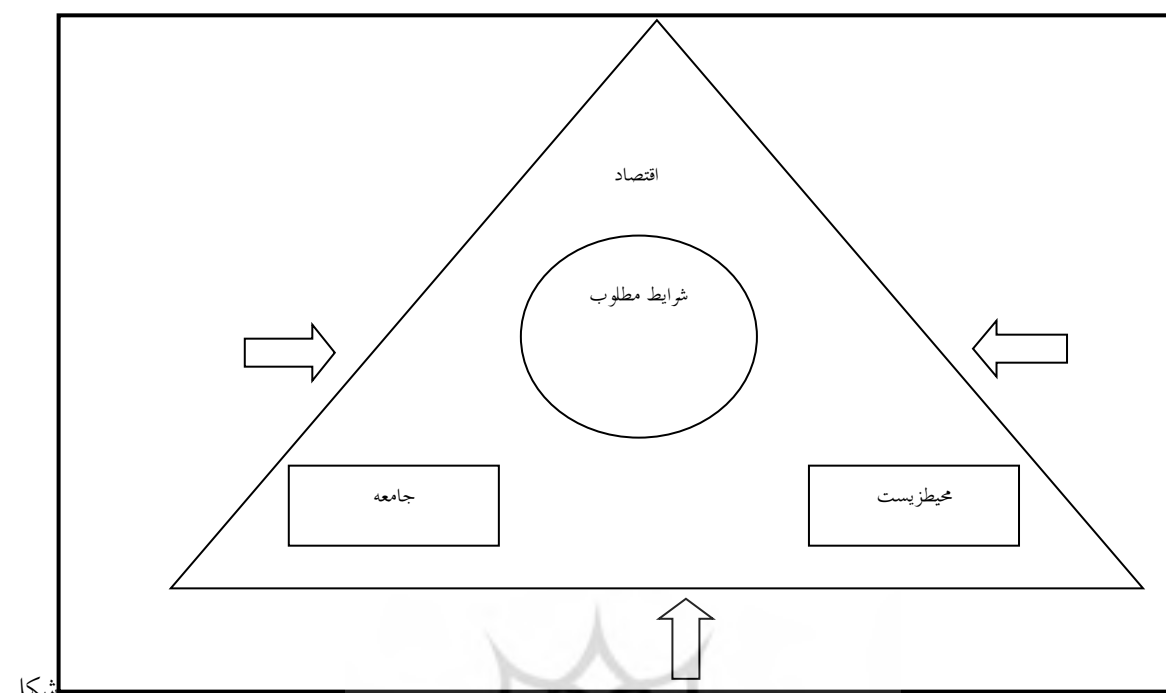 اقتصاد
شرایط مطلوب
جامعه
محیطزیست